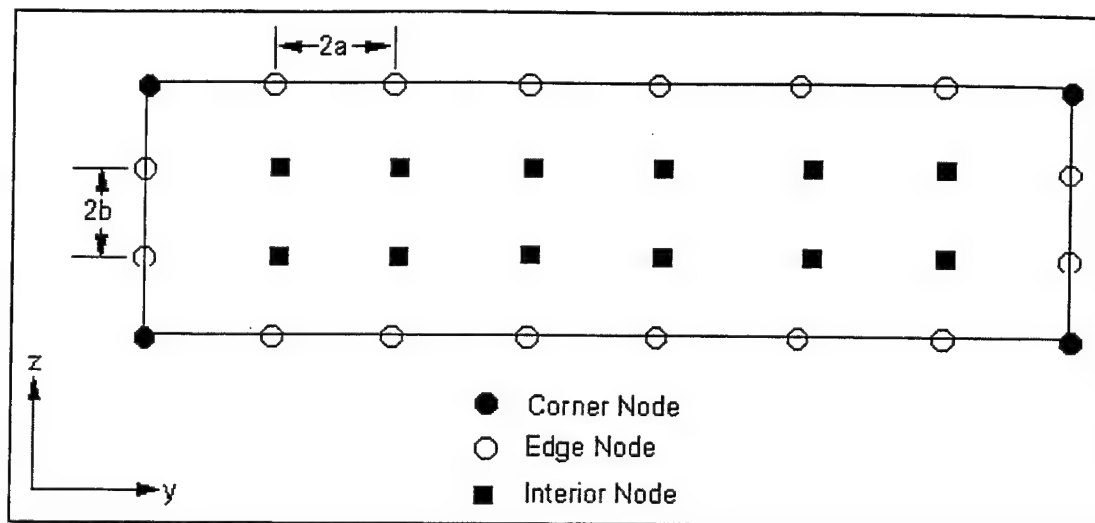 2a
2b
z
y
Corner Node
Edge Node
Interior Node